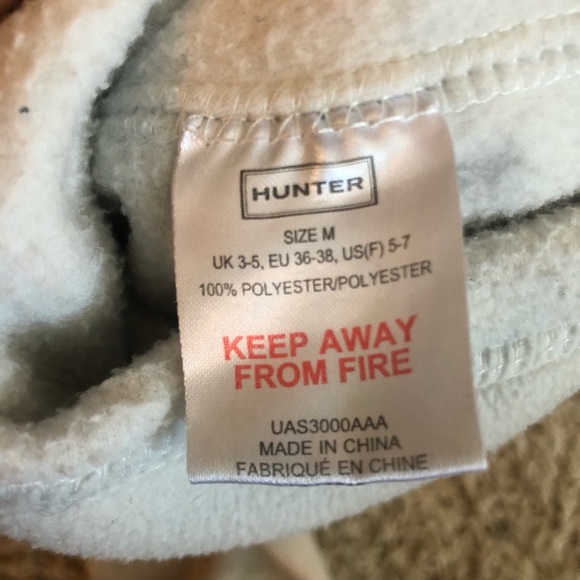 HUNTER
SIZE M
UK 3-5, EU 36-38, US(F) 5-7
100% POLYESTER/POLYESTER
KEEP AWAY
FROM FIRE
UAS3000AAA
MADE IN CHINA
FABRIQUÉ EN CHINE